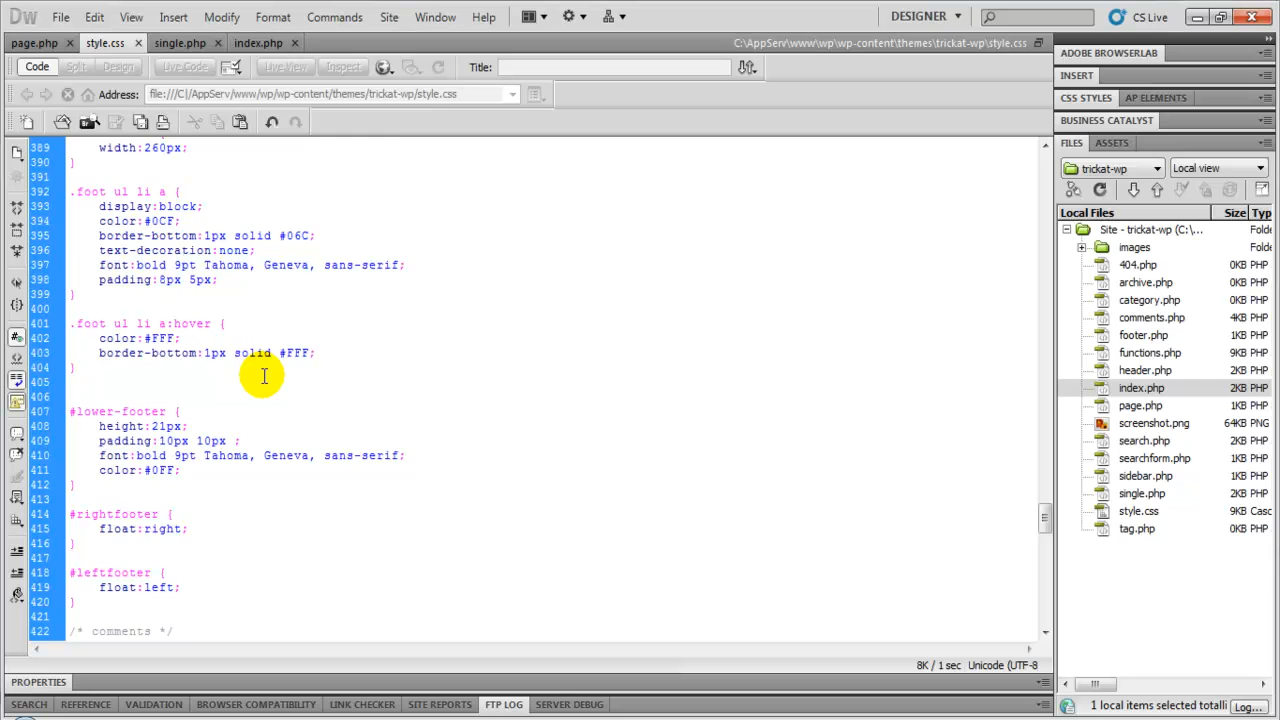 Dw File Edit View Insert Modify Format Commands Site Window Help DESIGNER CS Live
page.php style.css single.php index.php C:\AppServ\www\wp\wp-content\themes\trickat-wp\style.css
Code Split Design Live Code Live View Inspect Title:
Address: file:///C|/AppServ/www/wp/wp-content/themes/trickat-wp/style.css
389 width:260px;
390 }
391
392 .foot ul li a {
393 display:block;
394 color:#0CF;
395 border-bottom:1px solid #06C;
396 text-decoration:none;
397 font:bold 9pt Tahoma, Geneva, sans-serif;
398 padding:8px 5px;
399 }
400
401 .foot ul li a:hover {
402 color:#FFF;
403 border-bottom:1px solid #FFF;
404 }
405
406
407 #lower-footer {
408 height:21px;
409 padding:10px 10px ;
410 font:bold 9pt Tahoma, Geneva, sans-serif;
411 color:#0FF;
412 }
413
414 #rightfooter {
415 float:right;
416 }
417
418 #leftfooter {
419 float:left;
420 }
421
422 /* comments */
8K / 1 sec Unicode (UTF-8
PROPERTIES
SEARCH REFERENCE VALIDATION BROWSER COMPATIBILITY LINK CHECKER SITE REPORTS FTP LOG SERVER DEBUG
ADOBE BROWSERLAB
INSERT
CSS STYLES AP ELEMENTS
BUSINESS CATALYST
FILES ASSETS
trickat-wp Local view
Local Files Size Typ
Site - trickat-wp (C:\... Folde
images Folde
404.php 0KB PHP
archive.php 0KB PHP
category.php 0KB PHP
comments.php 4KB PHP
footer.php 0KB PHP
functions.php 9KB PHP
header.php 0KB PHP
index.php 2KB PHP
page.php 1KB PHP
screenshot.png 64KB PNG
search.php 0KB PHP
searchform.php 1KB PHP
sidebar.php 1KB PHP
single.php 2KB PHP
style.css 9KB Casc
tag.php 0KB PHP
1 local items selected totalli Log...